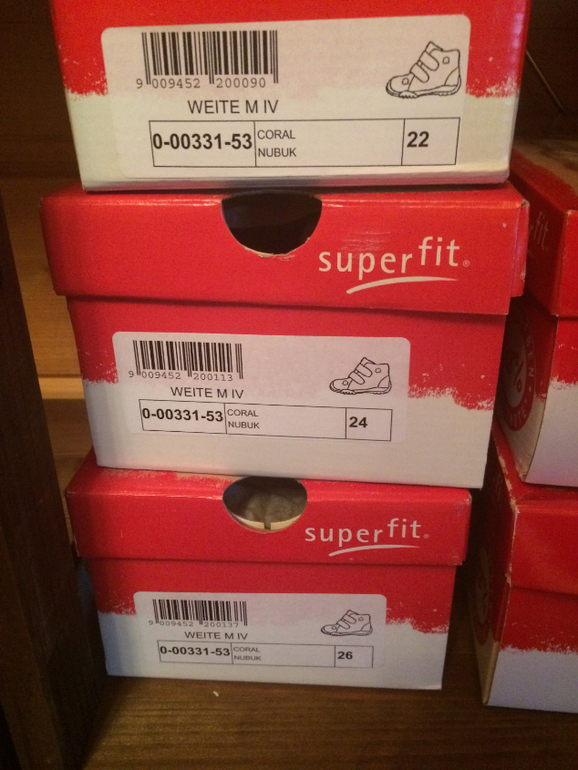 9 009452 200090
WEITE M IV
0-00331-53 CORAL NUBUK 22
superfit®
9 009452 200113
WEITE M IV
0-00331-53 CORAL NUBUK 24
superfit®
9 009452 200137
WEITE M IV
0-00331-53 CORAL NUBUK 26